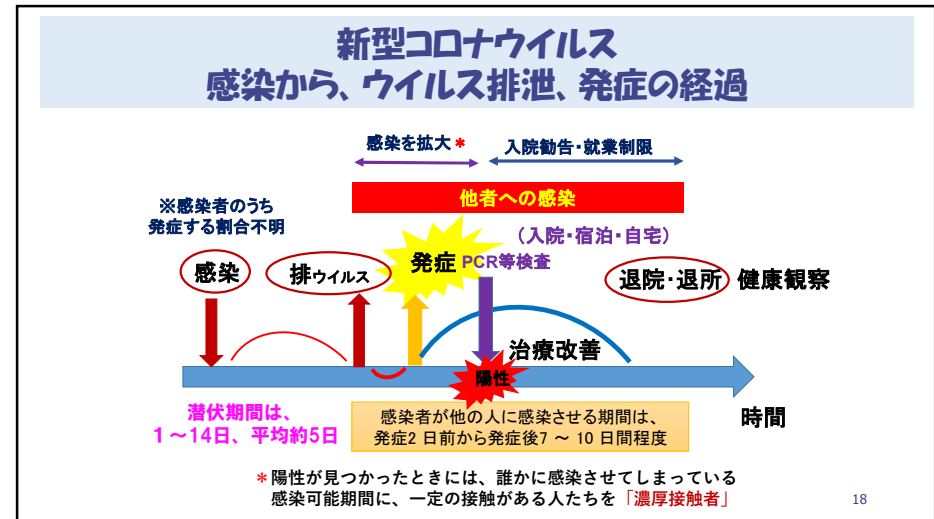 新型コロナウイルス
感染から、ウイルス排泄、発症の経過
感染を拡大*
入院勧告・就業制限
他者への感染
※感染者のうち
発症する割合不明
(入院・宿泊・自宅)
感染
排ウイルス
発症
PCR等検査
退院・退所
健康観察
治療改善
陽性
潜伏期間は、
1~14日、平均約5日
感染者が他の人に感染させる期間は、
発症2 日前から発症後7 ~ 10 日間程度
時間
*陽性が見つかったときには、誰かに感染させてしまっている
感染可能期間に、一定の接触がある人たちを「濃厚接触者」
18